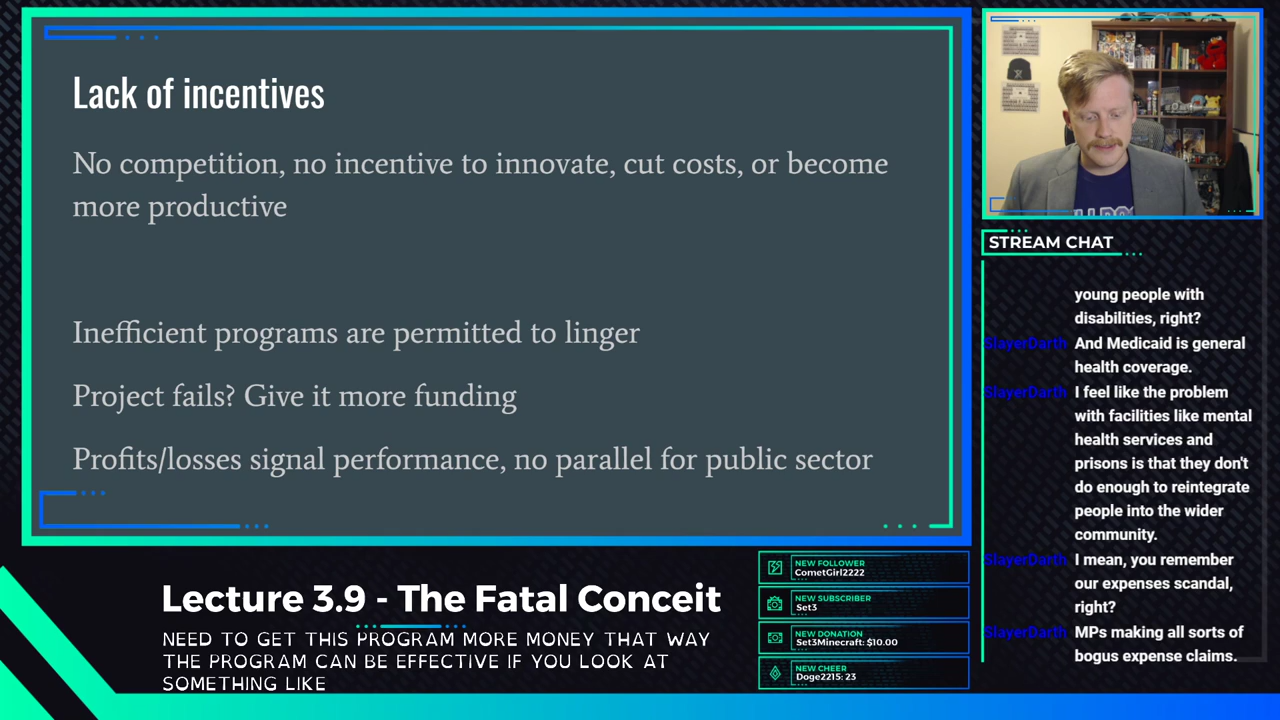 Lack of incentives
No competition, no incentive to innovate, cut costs, or become
more productive
Inefficient programs are permitted to linger
Project fails? Give it more funding
Profits/losses signal performance, no parallel for public sector
STREAM CHAT
young people with
disabilities, right?
SlayerDarth And Medicaid is general
health coverage.
SlayerDarth I feel like the problem
with facilities like mental
health services and
prisons is that they don't
do enough to reintegrate
people into the wider
community.
SlayerDarth I mean, you remember
our expenses scandal,
right?
SlayerDarth MPs making all sorts of
bogus expense claims.
Lecture 3.9 - The Fatal Conceit
NEED TO GET THIS PROGRAM MORE MONEY THAT WAY
THE PROGRAM CAN BE EFFECTIVE IF YOU LOOK AT
SOMETHING LIKE
NEW FOLLOWER
CometGirl2222
NEW SUBSCRIBER
Set3
NEW DONATION
Set3Minecraft: $10.00
NEW CHEER
Doge2215: 23